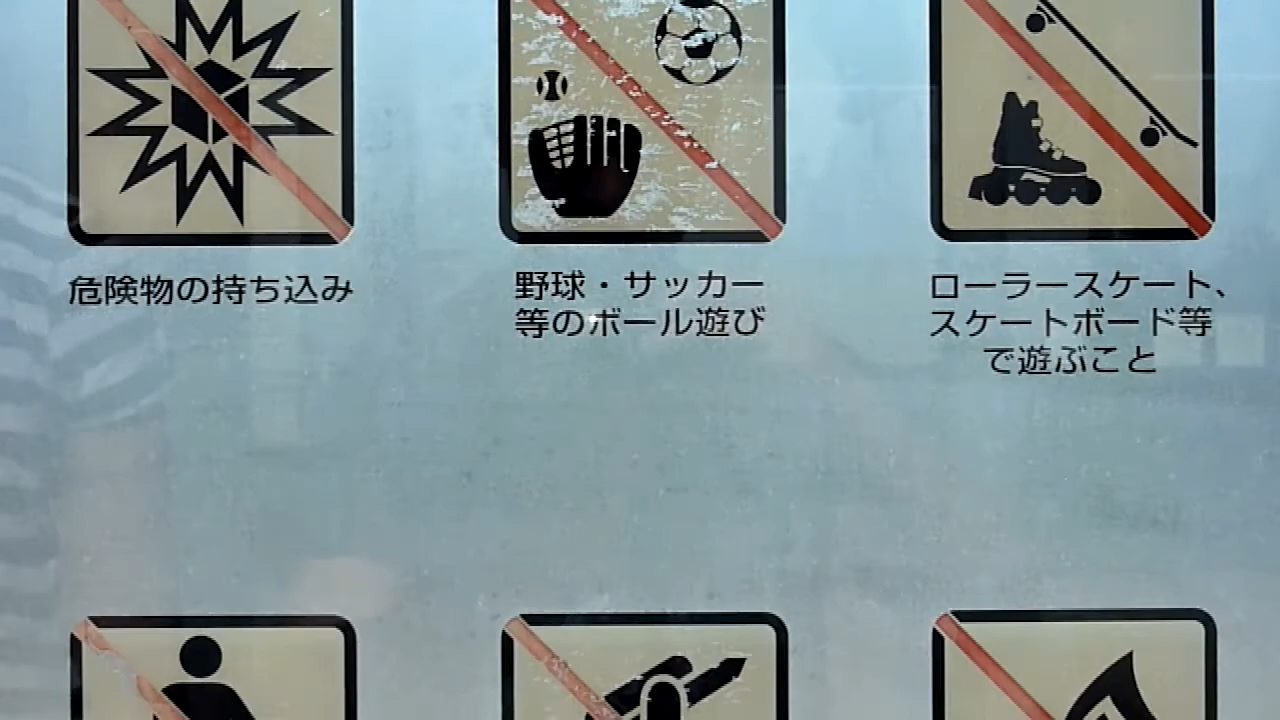 危険物の持ち込み
野球・サッカー
等のボール遊び
ローラースケート、
スケートボード等
で遊ぶこと